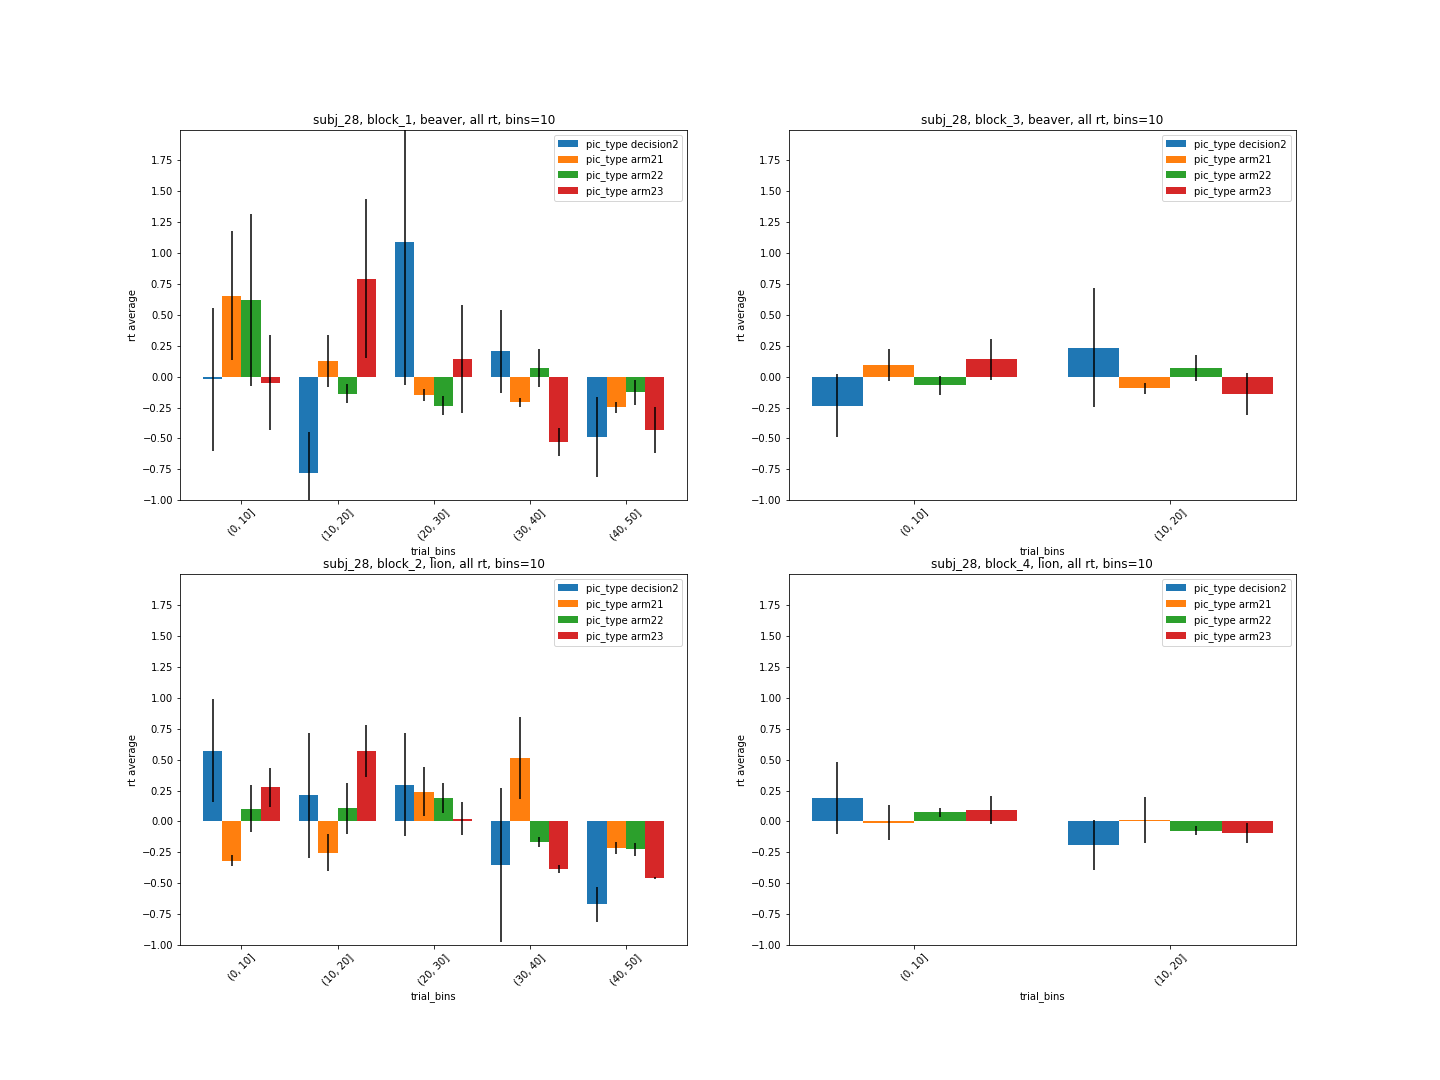 subj_28, block_1, beaver, all rt, bins=10
pic_type decision2
pic_type arm21
pic_type arm22
pic_type arm23
1.75
1.50
1.25
1.00
0.75
0.50
0.25
0.00
−0.25
−0.50
−0.75
−1.00
rt average
(0, 10]
(10, 20]
(20, 30]
(30, 40]
(40, 50]
trial_bins
subj_28, block_3, beaver, all rt, bins=10
pic_type decision2
pic_type arm21
pic_type arm22
pic_type arm23
1.75
1.50
1.25
1.00
0.75
0.50
0.25
0.00
−0.25
−0.50
−0.75
−1.00
rt average
(0, 10]
(10, 20]
trial_bins
subj_28, block_2, lion, all rt, bins=10
pic_type decision2
pic_type arm21
pic_type arm22
pic_type arm23
1.75
1.50
1.25
1.00
0.75
0.50
0.25
0.00
−0.25
−0.50
−0.75
−1.00
rt average
(0, 10]
(10, 20]
(20, 30]
(30, 40]
(40, 50]
trial_bins
subj_28, block_4, lion, all rt, bins=10
pic_type decision2
pic_type arm21
pic_type arm22
pic_type arm23
1.75
1.50
1.25
1.00
0.75
0.50
0.25
0.00
−0.25
−0.50
−0.75
−1.00
rt average
(0, 10]
(10, 20]
trial_bins